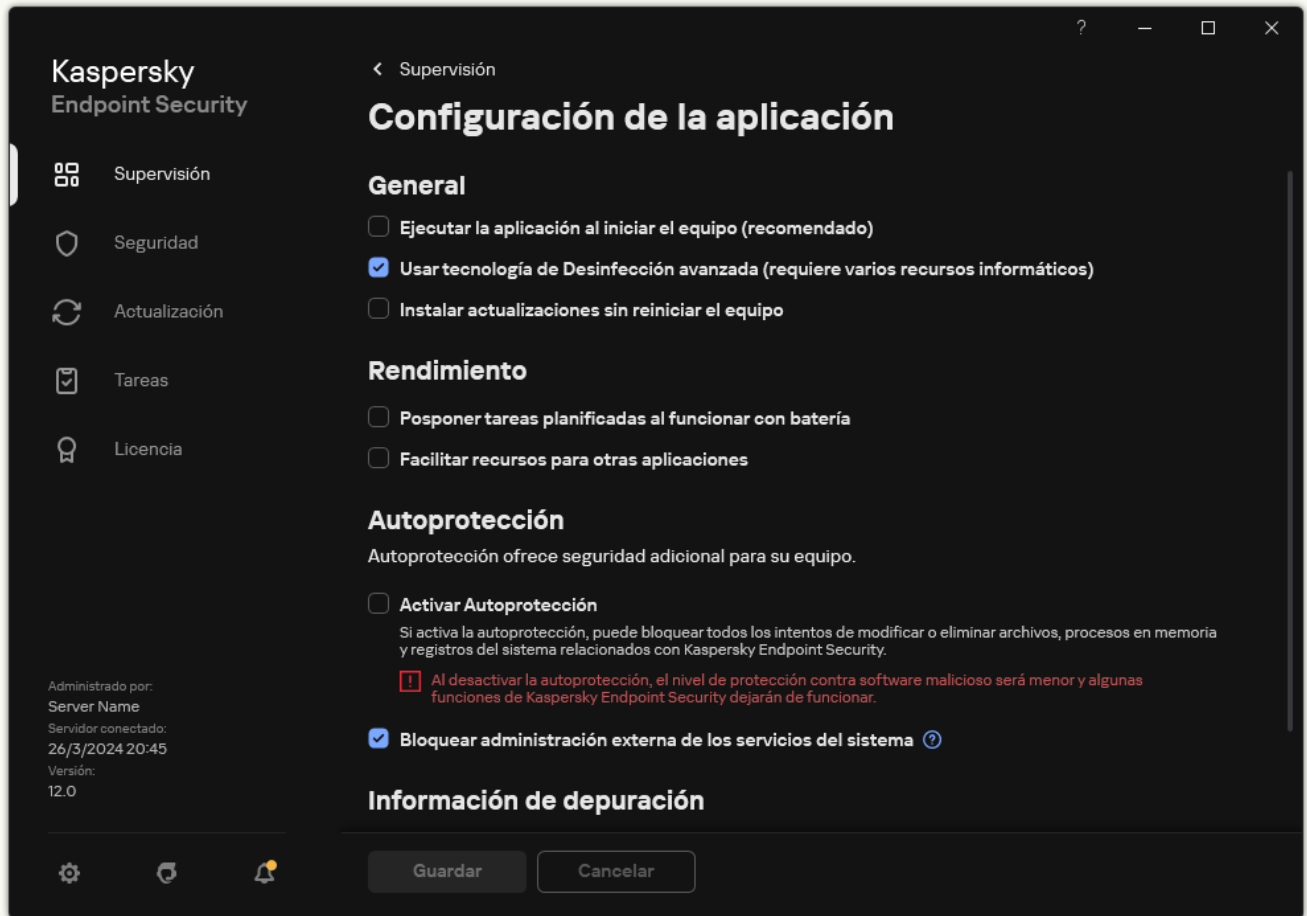 ?
Kaspersky
Endpoint Security
Supervisión
Seguridad
Actualización
Tareas
Licencia
Administrado por:
Server Name
Servidor conectado:
26/3/2024 20:45
Versión:
12.0
Supervisión
Configuración de la aplicación
General
Ejecutar la aplicación al iniciar el equipo (recomendado)
Usar tecnología de Desinfección avanzada (requiere varios recursos informáticos)
Instalar actualizaciones sin reiniciar el equipo
Rendimiento
Posponer tareas planificadas al funcionar con batería
Facilitar recursos para otras aplicaciones
Autoprotección
Autoprotección ofrece seguridad adicional para su equipo.
Activar Autoprotección
Si activa la autoprotección, puede bloquear todos los intentos de modificar o eliminar archivos, procesos en memoria
y registros del sistema relacionados con Kaspersky Endpoint Security.
Al desactivar la autoprotección, el nivel de protección contra software malicioso será menor y algunas
funciones de Kaspersky Endpoint Security dejarán de funcionar.
Bloquear administración externa de los servicios del sistema
Información de depuración
Guardar
Cancelar